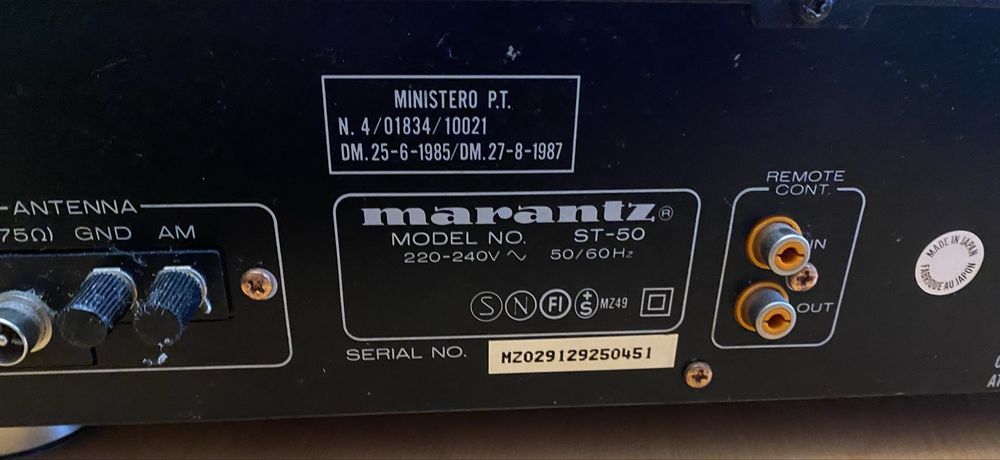 MINISTERO P.T.
N. 4/01834/10021
DM. 25-6-1985/DM. 27-8-1987
ANTENNA
75Ω) GND AM
marantz®
MODEL NO. ST-50
220-240V ~ 50/60Hz
S N FI +S MZ49
SERIAL NO. MZ029129250451
REMOTE
CONT.
IN
OUT
MADE IN JAPAN
FABRIQUE AU JAPON